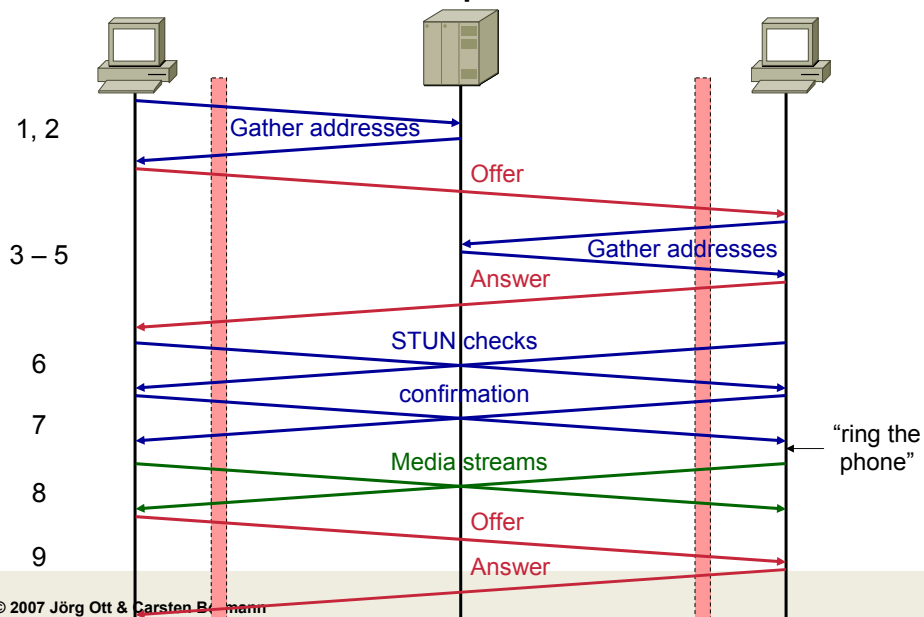 1, 2
Gather addresses
Offer
3 – 5
Gather addresses
Answer
STUN checks
6
confirmation
7
“ring the
phone”
Media streams
8
Offer
9
Answer
© 2007 Jörg Ott & Carsten